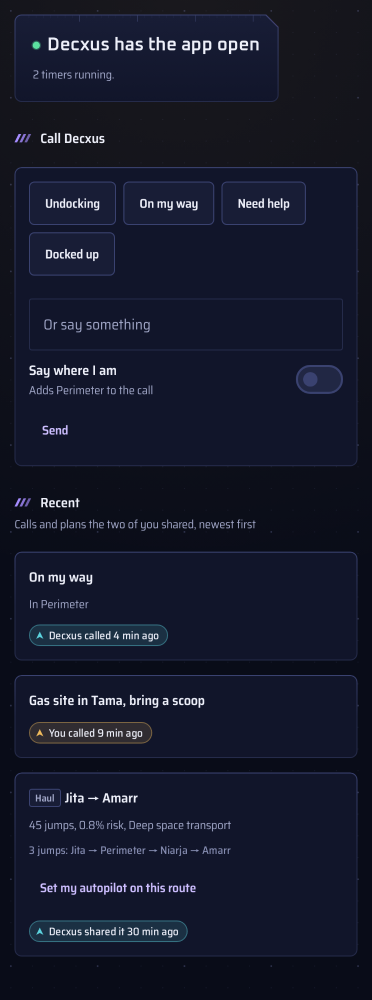 Decxus has the app open
2 timers running.
Call Decxus
Undocking
On my way
Need help
Docked up
Or say something
Say where I am
Adds Perimeter to the call
Send
Recent
Calls and plans the two of you shared, newest first
On my way
In Perimeter
Decxus called 4 min ago
Gas site in Tama, bring a scoop
You called 9 min ago
Haul Jita → Amarr
45 jumps, 0.8% risk, Deep space transport
3 jumps: Jita → Perimeter → Niarja → Amarr
Set my autopilot on this route
Decxus shared it 30 min ago